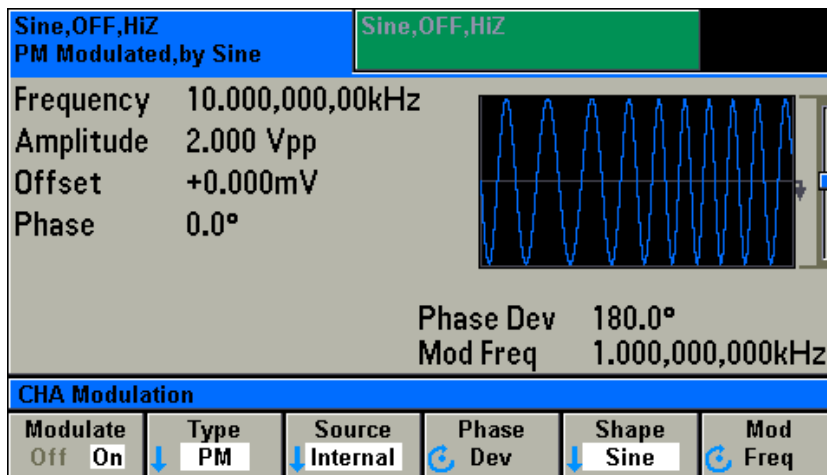 Sine,OFF,HiZ
PM Modulated,by Sine
Sine,OFF,HiZ
Frequency 10.000,000,00kHz
Amplitude 2.000 Vpp
Offset +0.000mV
Phase 0.0°
Phase Dev 180.0°
Mod Freq 1.000,000,000kHz
CHA Modulation
Modulate Type Source Phase Shape Mod
Off On PM Internal Dev Sine Freq